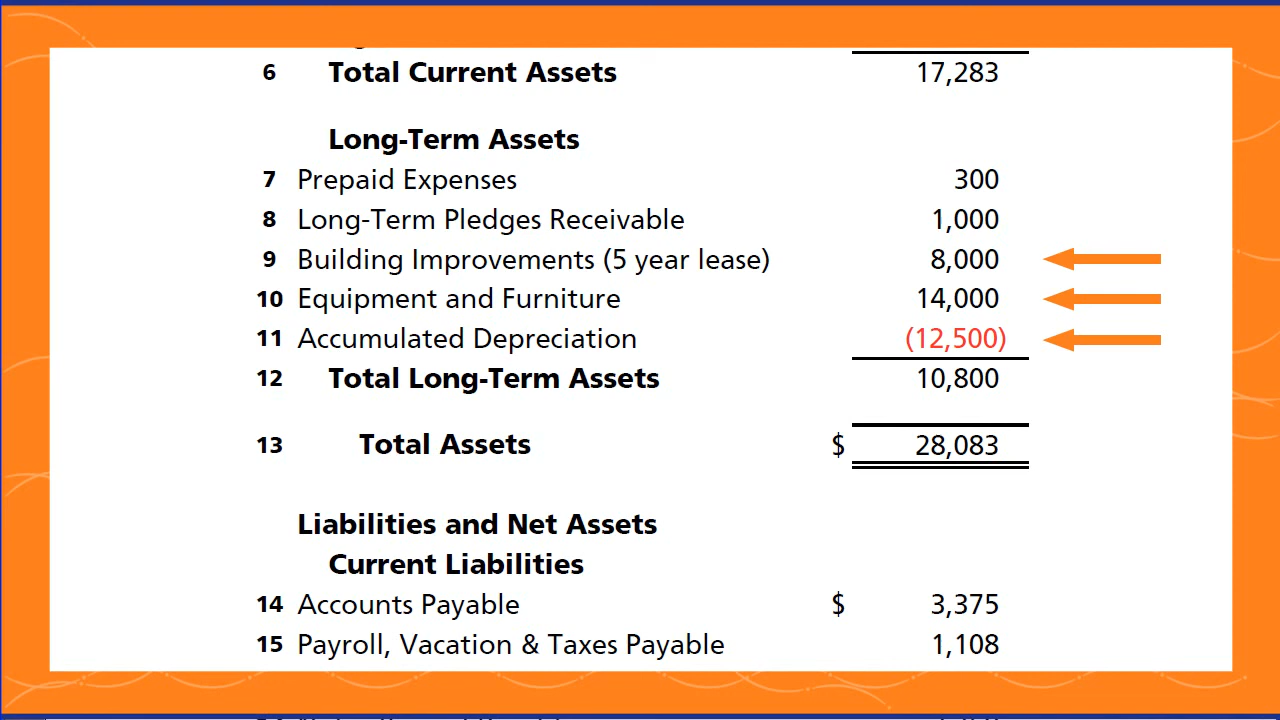 6 Total Current Assets 17,283
Long-Term Assets
7 Prepaid Expenses 300
8 Long-Term Pledges Receivable 1,000
9 Building Improvements (5 year lease) 8,000
10 Equipment and Furniture 14,000
11 Accumulated Depreciation (12,500)
12 Total Long-Term Assets 10,800
13 Total Assets $ 28,083
Liabilities and Net Assets
Current Liabilities
14 Accounts Payable $ 3,375
15 Payroll, Vacation & Taxes Payable 1,108